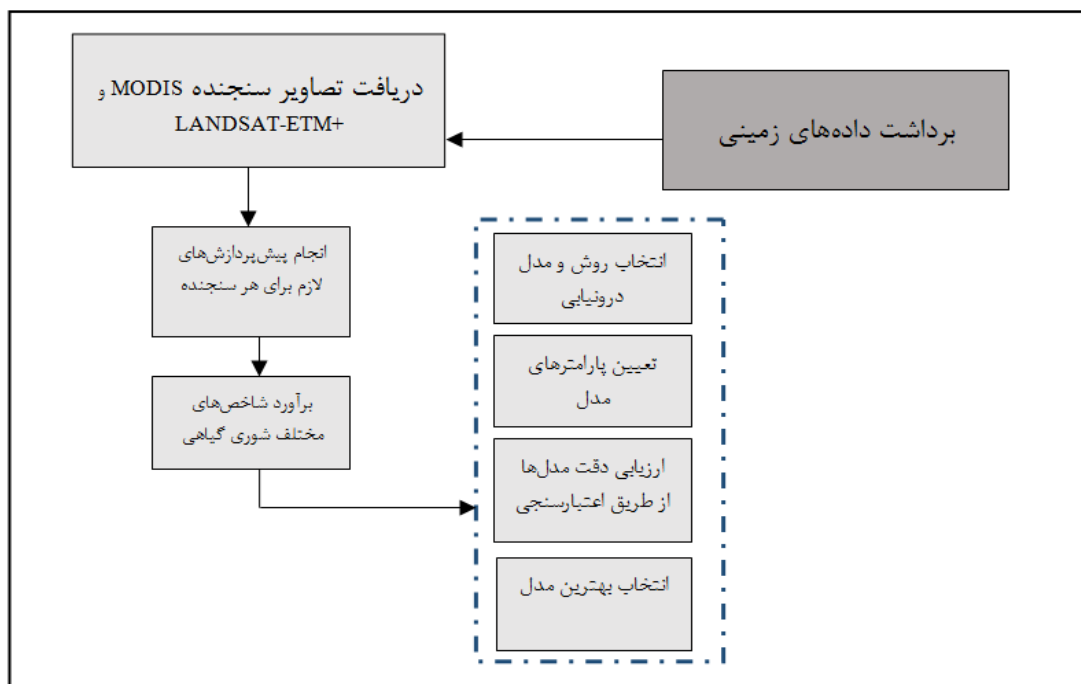 دریافت تصاویر سنجنده MODIS و
LANDSAT-ETM+
برداشت داده‌های زمینی
انجام پیش‌پردازش‌های
لازم برای هر سنجنده
برآورد شاخص‌های
مختلف شوری گیاهی
انتخاب روش و مدل
درونیابی
تعیین پارامترهای
مدل
ارزیابی دقت مدل‌ها
از طریق اعتبارسنجی
انتخاب بهترین مدل